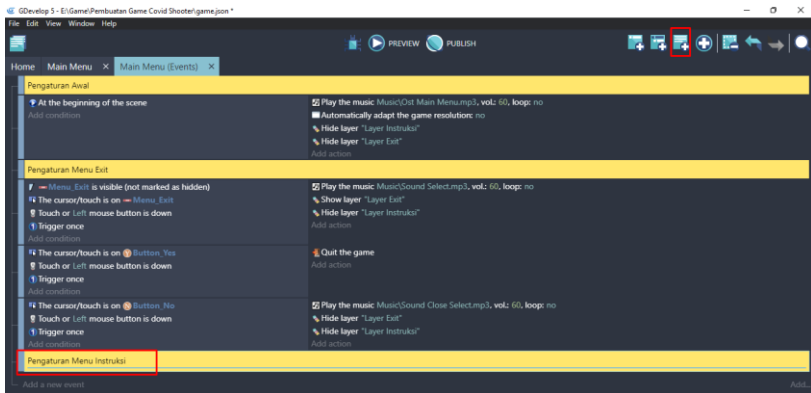 GDevelop 5 - E:\Game\Pembuatan Game Covid Shooter\game.json *
File Edit View Window Help
PREVIEW PUBLISH
Home Main Menu × Main Menu (Events) ×
Pengaturan Awal
At the beginning of the scene
Add condition
Play the music Music\Ost Main Menu.mp3, vol.: 60, loop: no
Automatically adapt the game resolution: no
Hide layer "Layer Instruksi"
Hide layer "Layer Exit"
Add action
Pengaturan Menu Exit
Menu_Exit is visible (not marked as hidden)
The cursor/touch is on Menu_Exit
Touch or Left mouse button is down
Trigger once
Add condition
Play the music Music\Sound Select.mp3, vol.: 60, loop: no
Show layer "Layer Exit"
Hide layer "Layer Instruksi"
Add action
The cursor/touch is on Button_Yes
Touch or Left mouse button is down
Trigger once
Add condition
Quit the game
Add action
The cursor/touch is on Button_No
Touch or Left mouse button is down
Trigger once
Add condition
Play the music Music\Sound Close Select.mp3, vol.: 60, loop: no
Hide layer "Layer Exit"
Hide layer "Layer Instruksi"
Add action
Pengaturan Menu Instruksi
Add a new event
Add...